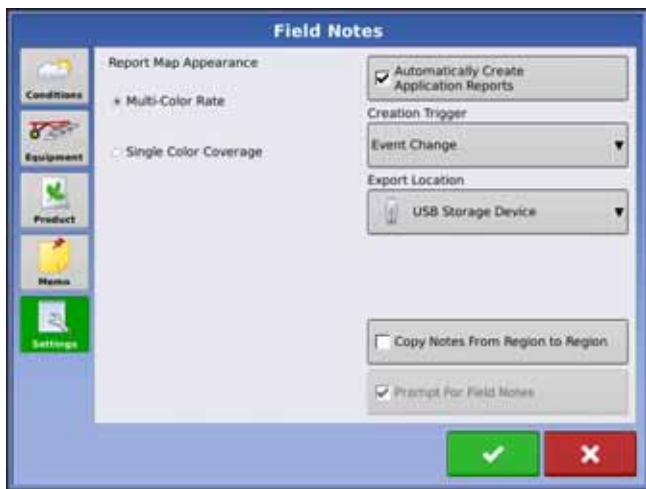 Field Notes
Conditions
Equipment
Product
Memo
Settings
Report Map Appearance
Multi-Color Rate
Single Color Coverage
Automatically Create
Application Reports
Creation Trigger
Event Change
Export Location
USB Storage Device
Copy Notes From Region to Region
Prompt For Field Notes